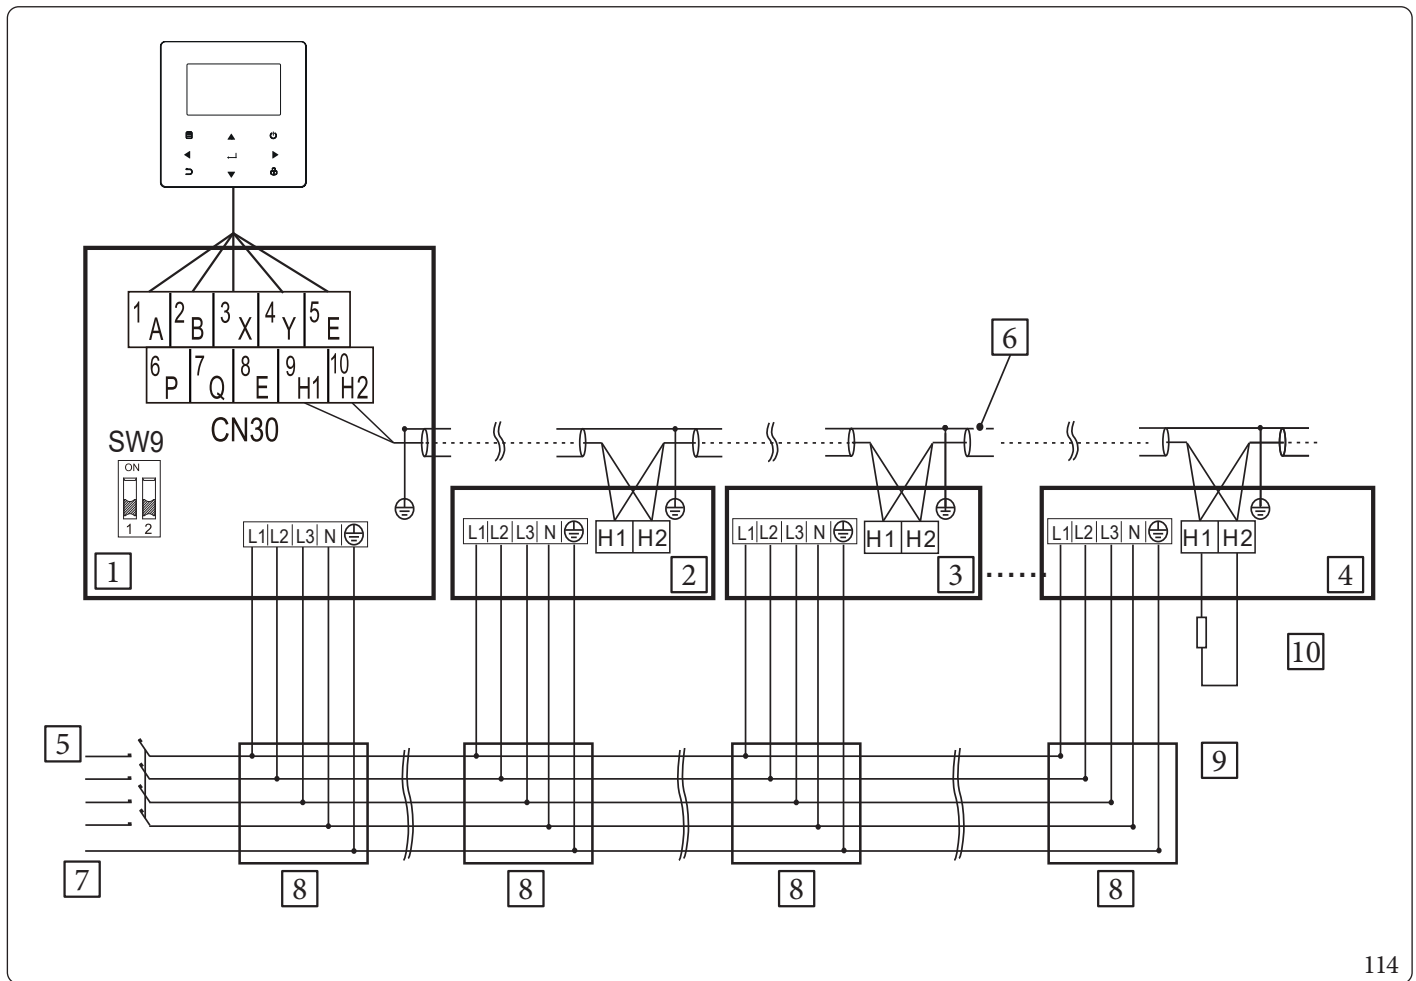 1 A 2 B 3 X 4 Y 5 E
6 P 7 Q 8 E 9 H1 10 H2
CN30
SW9
ON
1 2
6
L1 L2 L3 N
L1 L2 L3 N
H1 H2
L1 L2 L3 N
H1 H2
L1 L2 L3 N
H1 H2
1
2
3
......
4
10
5
9
7
8
8
8
8
114